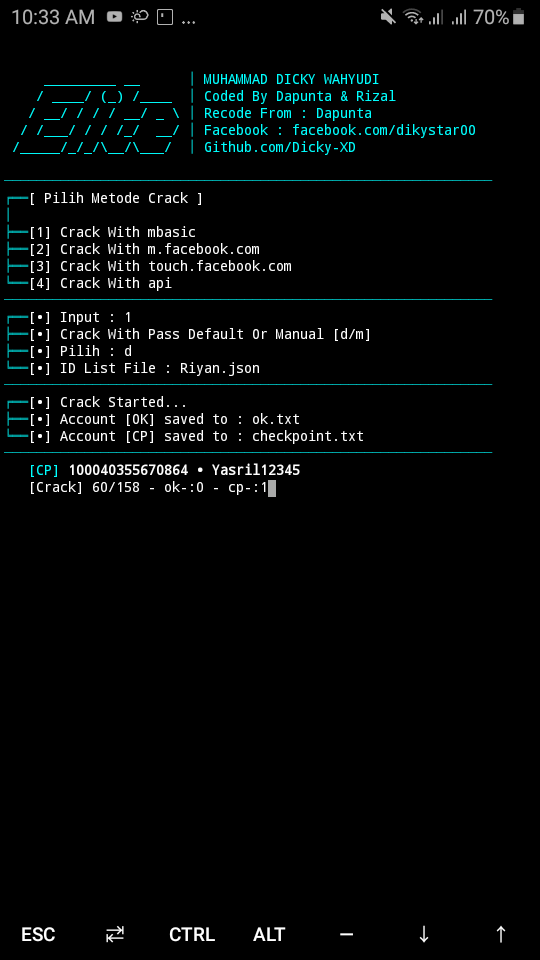 10:33 AM ... 70%
MUHAMMAD DICKY WAHYUDI
Coded By Dapunta & Rizal
Recode From : Dapunta
Facebook : facebook.com/dikystar00
Github.com/Dicky-XD
[ Pilih Metode Crack ]
[1] Crack With mbasic
[2] Crack With m.facebook.com
[3] Crack With touch.facebook.com
[4] Crack With api
[•] Input : 1
[•] Crack With Pass Default Or Manual [d/m]
[•] Pilih : d
[•] ID List File : Riyan.json
[•] Crack Started...
[•] Account [OK] saved to : ok.txt
[•] Account [CP] saved to : checkpoint.txt
[CP] 100040355670864 • Yasril12345
[Crack] 60/158 - ok-:0 - cp-:1
ESC ⇄ CTRL ALT — ↓ ↑